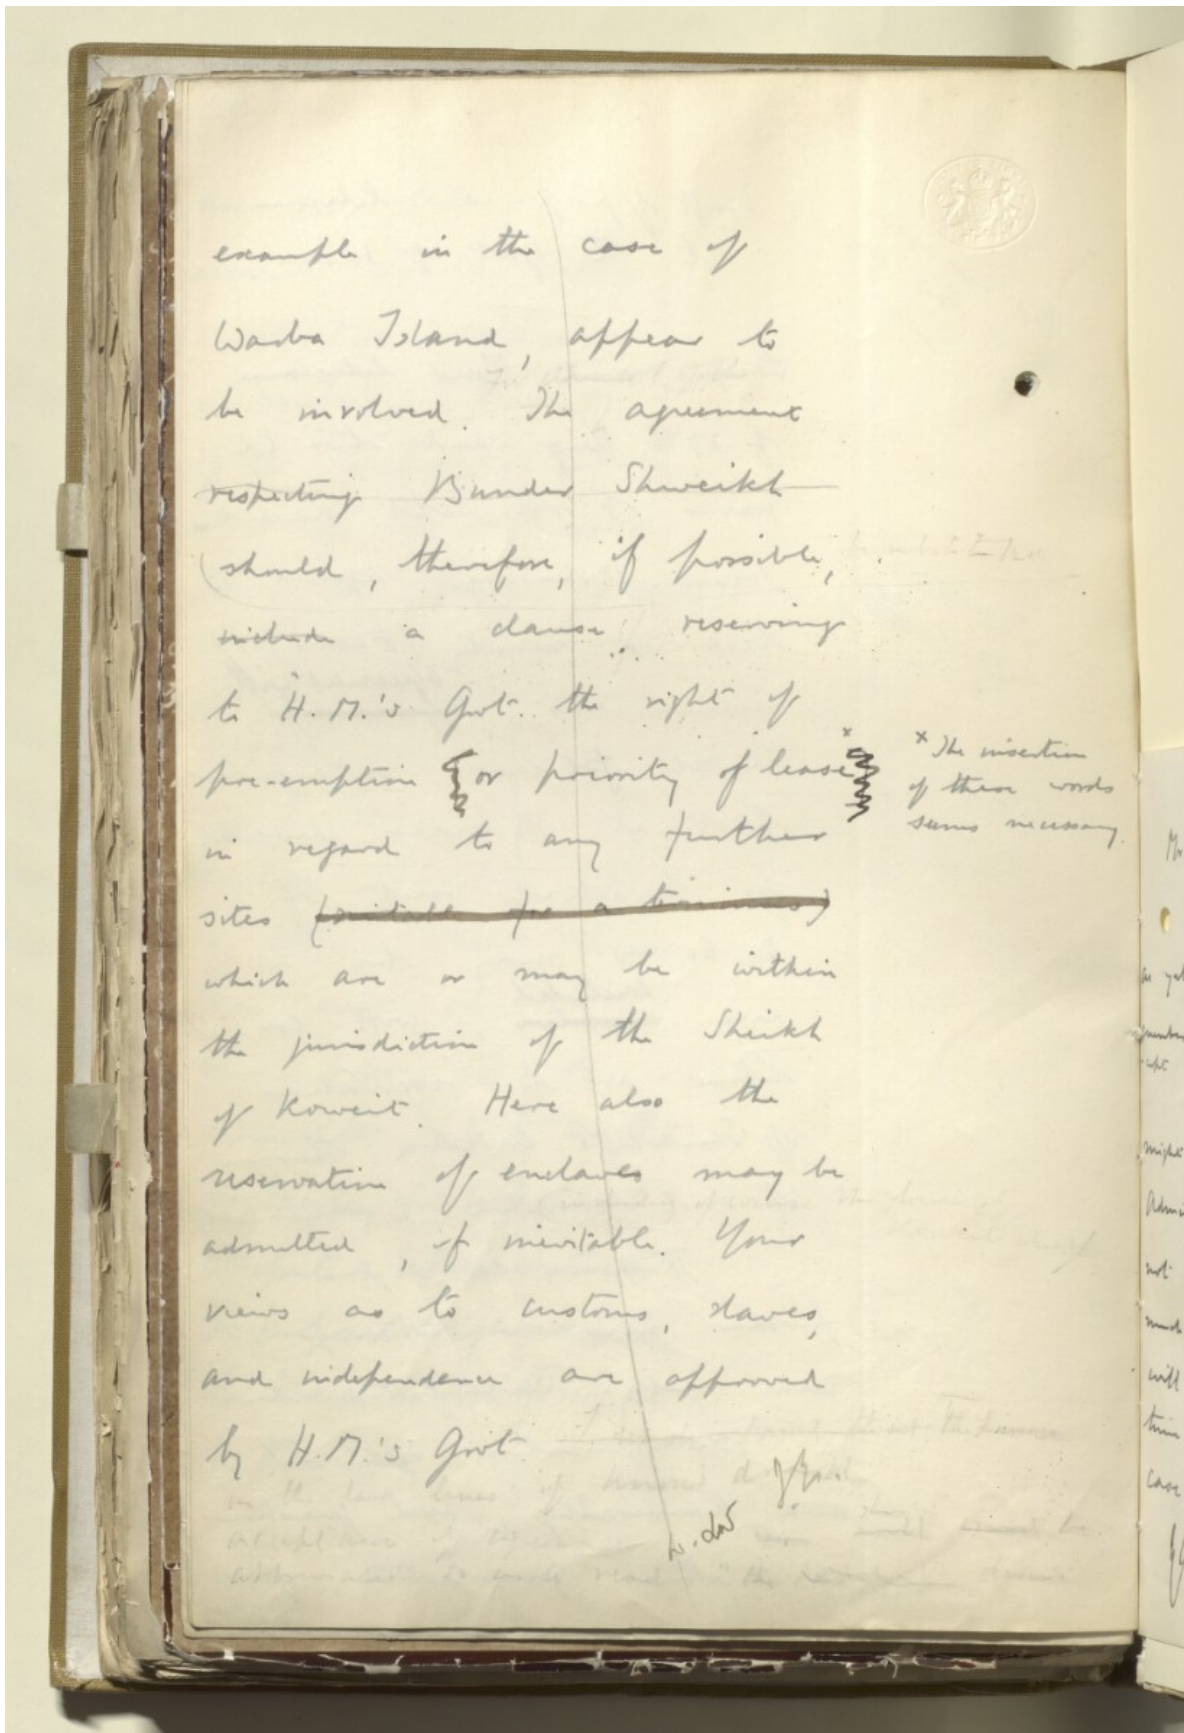 example in the case of
Warba Island, appear to
be involved. The agreement
respecting Bunder Shweikh
should, therefore, if possible,
include a clause reserving
to H.M.'s Govt. the right of
pre-emption or priority of lease x
in regard to any further
sites (suitable for a terminus)
which are or may be within
the jurisdiction of the Sheikh
of Koweit. Here also the
reservation of enclaves may be
admitted, if inevitable. Your
views as to customs, slaves,
and independence are approved
by H.M.'s Govt.
x The insertion
of these words
seems necessary.